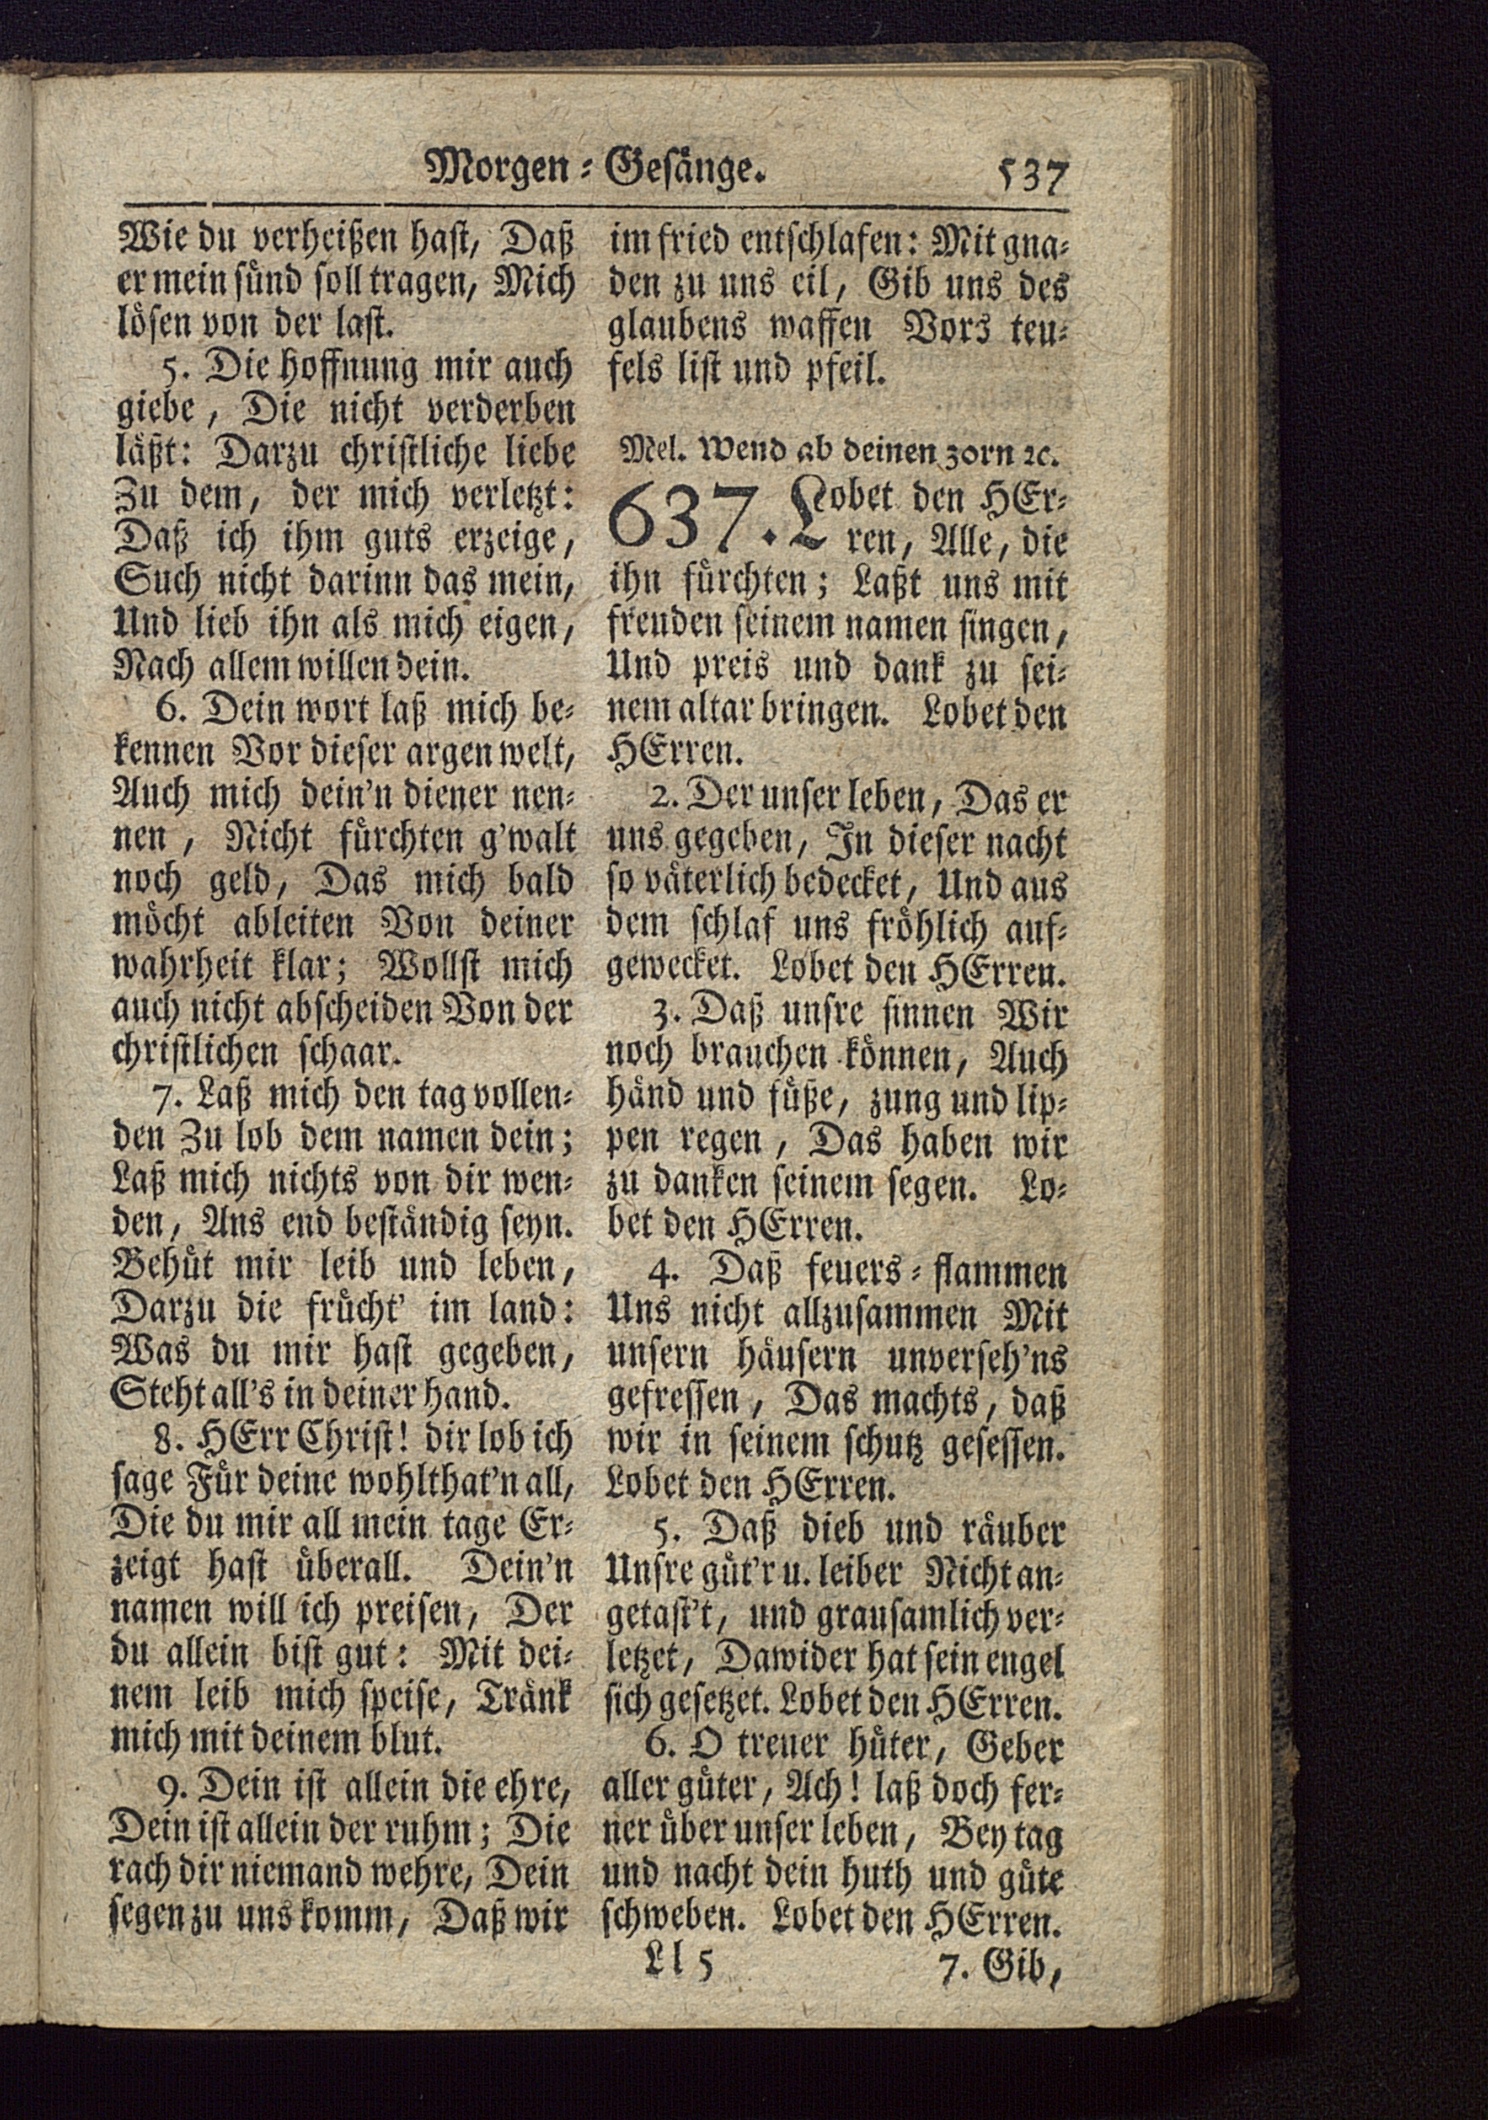 Morgen-Gesänge. 537
Wie du verheißen hast, Daß
er mein sünd soll tragen, Mich
lösen von der last.
5. Die hoffnung mir auch
giebe, Die nicht verderben
läßt: Darzu christliche liebe
Zu dem, der mich verletzt:
Daß ich ihm guts erzeige,
Such nicht darinn das mein,
Und lieb ihn als mich eigen,
Nach allem willen dein.
6. Dein wort laß mich be-
kennen Vor dieser argen welt,
Auch mich dein'n diener nen-
nen, Nicht fürchten g'walt
noch geld, Das mich bald
möcht ableiten Von deiner
wahrheit klar; Wollst mich
auch nicht abscheiden Von der
christlichen schaar.
7. Laß mich den tag vollen-
den Zu lob dem namen dein;
Laß mich nichts von dir wen-
den, Ans end beständig seyn.
Behüt mir leib und leben,
Darzu die frücht' im land:
Was du mir hast gegeben,
Steht all's in deiner hand.
8. HErr Christ! dir lob ich
sage Für deine wohlthat'n all,
Die du mir all mein tage Er-
zeigt hast überall. Dein'n
namen will ich preisen, Der
du allein bist gut: Mit dei-
nem leib mich speise, Tränk
mich mit deinem blut.
9. Dein ist allein die ehre,
Dein ist allein der ruhm; Die
rach dir niemand wehre, Dein
segen zu uns komm, Daß wir
im fried entschlafen: Mit gna-
den zu uns eil, Gib uns des
glaubens waffen Vors teu-
fels list und pfeil.
Mel. Wend ab deinen zorn ꝛc.
637. Lobet den HEr-
ren, Alle, die
ihn fürchten; Laßt uns mit
freuden seinem namen singen,
Und preis und dank zu sei-
nem altar bringen. Lobet den
HErren.
2. Der unser leben, Das er
uns gegeben, In dieser nacht
so väterlich bedecket, Und aus
dem schlaf uns fröhlich auf-
gewecket. Lobet den HErren.
3. Daß unsre sinnen Wir
noch brauchen können, Auch
händ und füße, zung und lip-
pen regen, Das haben wir
zu danken seinem segen. Lo-
bet den HErren.
4. Daß feuers-flammen
Uns nicht allzusammen Mit
unsern häusern unverseh'ns
gefressen, Das machts, daß
wir in seinem schutz gesessen.
Lobet den HErren.
5. Daß dieb und räuber
Unsre güt'r u. leiber Nicht an-
getast't, und grausamlich ver-
letzet, Dawider hat sein engel
sich gesetzet. Lobet den HErren.
6. O treuer hüter, Geber
aller güter, Ach! laß doch fer-
ner über unser leben, Bey tag
und nacht dein huth und güte
schweben. Lobet den HErren.
Ll 5 7. Gib,